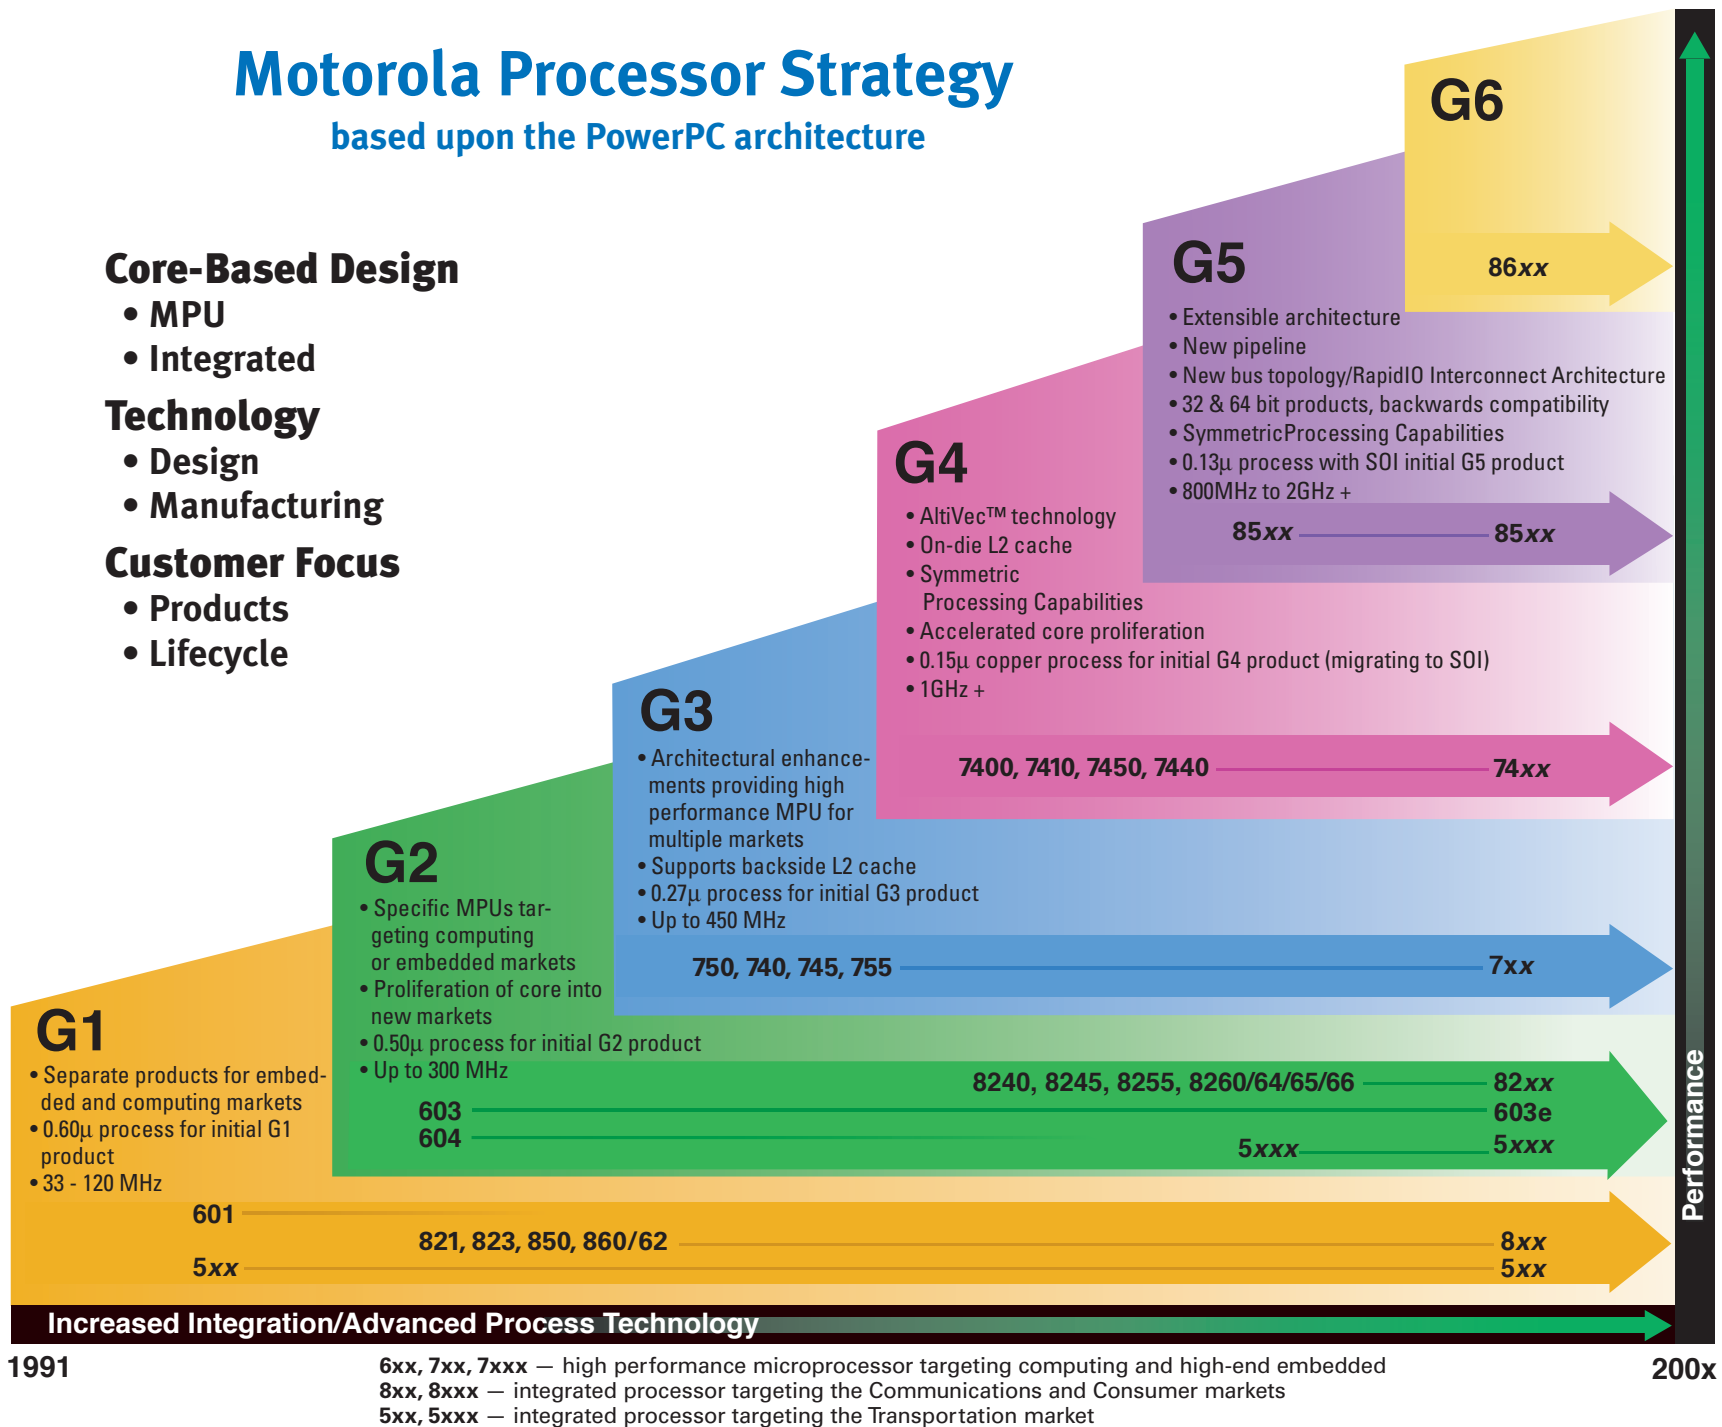 Motorola Processor Strategy
based upon the PowerPC architecture
Core-Based Design
• MPU
• Integrated
Technology
• Design
• Manufacturing
Customer Focus
• Products
• Lifecycle
G6
86xx
G5
• Extensible architecture
• New pipeline
• New bus topology/RapidIO Interconnect Architecture
• 32 & 64 bit products, backwards compatibility
• SymmetricProcessing Capabilities
• 0.13µ process with SOI initial G5 product
• 800MHz to 2GHz +
85xx 85xx
G4
• AltiVec™ technology
• On-die L2 cache
• Symmetric
Processing Capabilities
• Accelerated core proliferation
• 0.15µ copper process for initial G4 product (migrating to SOI)
• 1GHz +
7400, 7410, 7450, 7440 74xx
G3
• Architectural enhance-
ments providing high
performance MPU for
multiple markets
• Supports backside L2 cache
• 0.27µ process for initial G3 product
• Up to 450 MHz
750, 740, 745, 755 7xx
G2
• Specific MPUs tar-
geting computing
or embedded markets
• Proliferation of core into
new markets
• 0.50µ process for initial G2 product
• Up to 300 MHz
8240, 8245, 8255, 8260/64/65/66 82xx
603 603e
604
5xxx 5xxx
G1
• Separate products for embed-
ded and computing markets
• 0.60µ process for initial G1
product
• 33 - 120 MHz
601
821, 823, 850, 860/62 8xx
5xx 5xx
Performance
Increased Integration/Advanced Process Technology
1991 200x
6xx, 7xx, 7xxx — high performance microprocessor targeting computing and high-end embedded
8xx, 8xxx — integrated processor targeting the Communications and Consumer markets
5xx, 5xxx — integrated processor targeting the Transportation market